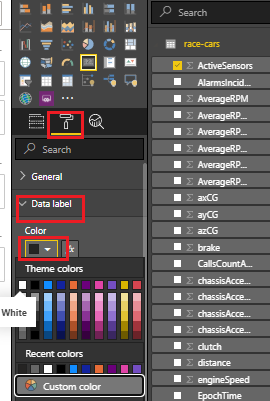 Search
General
Data label
Color
fx
Theme colors
White
Recent colors
Custom color
Search
race-cars
ActiveSensors
AlarmsIncid...
AverageRPM
AverageRP...
AverageRP...
AverageRP...
AverageRP...
axCG
ayCG
azCG
brake
CallsCountA...
chassisAcce...
chassisAcce...
chassisAcce...
chassisAcce...
clutch
distance
engineSpeed
EpochTime